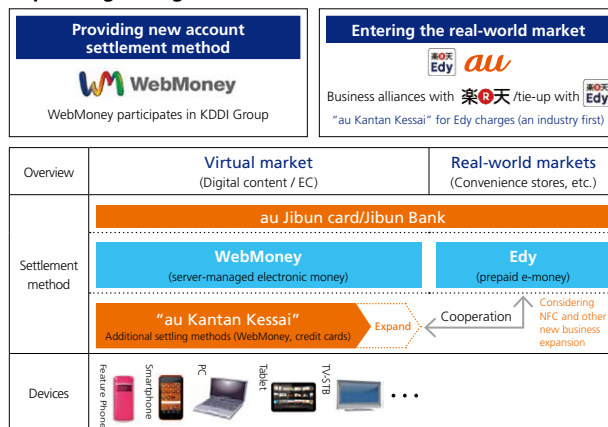 Providing new account
settlement method
WebMoney
WebMoney participates in KDDI Group
Entering the real-world market
楽天
Edy
au
Business alliances with 楽R天/tie-up with 楽天 Edy
“au Kantan Kessai” for Edy charges (an industry first)
Overview
Virtual market
(Digital content / EC)
Real-world markets
(Convenience stores, etc.)
Settlement
method
au Jibun card/Jibun Bank
WebMoney
(server-managed electronic money)
Edy
(prepaid e-money)
“au Kantan Kessai”
Additional settling methods (WebMoney, credit cards)
Expand
Cooperation
Considering
NFC and other
new business
expansion
Devices
Feature Phone
Smartphone
PC
Tablet
TV-STB
...